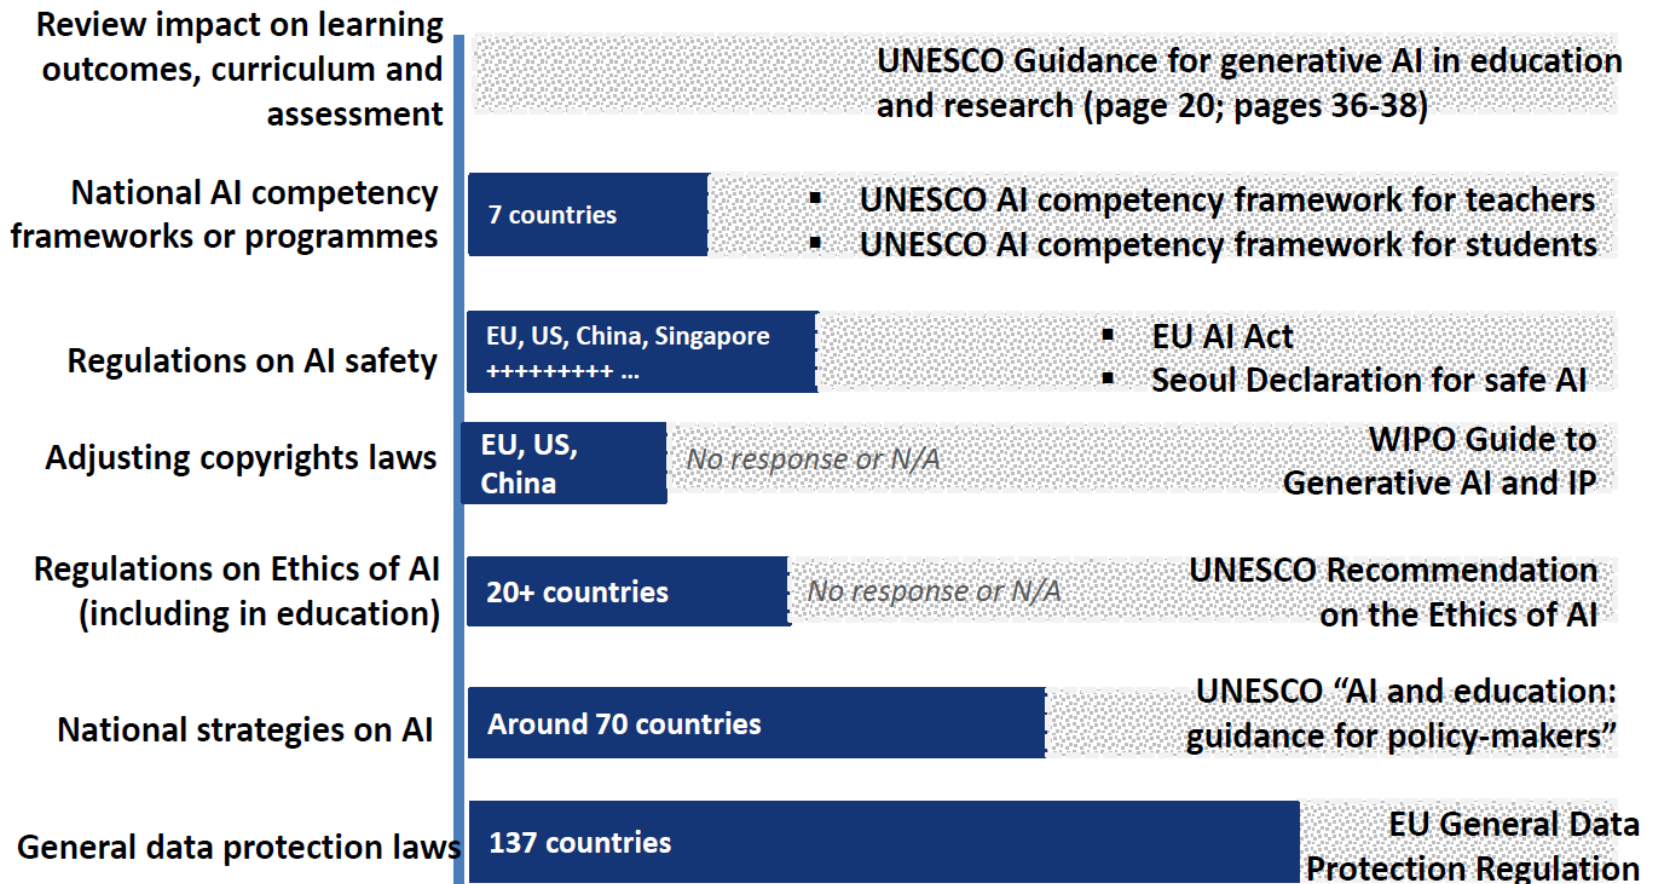 Review impact on learning
outcomes, curriculum and
assessment
UNESCO Guidance for generative AI in education
and research (page 20; pages 36-38)
National AI competency
frameworks or programmes
7 countries
▪ UNESCO AI competency framework for teachers
▪ UNESCO AI competency framework for students
Regulations on AI safety
EU, US, China, Singapore
+++++++++ ...
▪ EU AI Act
▪ Seoul Declaration for safe AI
Adjusting copyrights laws
EU, US,
China
No response or N/A
WIPO Guide to
Generative AI and IP
Regulations on Ethics of AI
(including in education)
20+ countries
No response or N/A
UNESCO Recommendation
on the Ethics of AI
National strategies on AI
Around 70 countries
UNESCO “AI and education:
guidance for policy-makers”
General data protection laws
137 countries
EU General Data
Protection Regulation